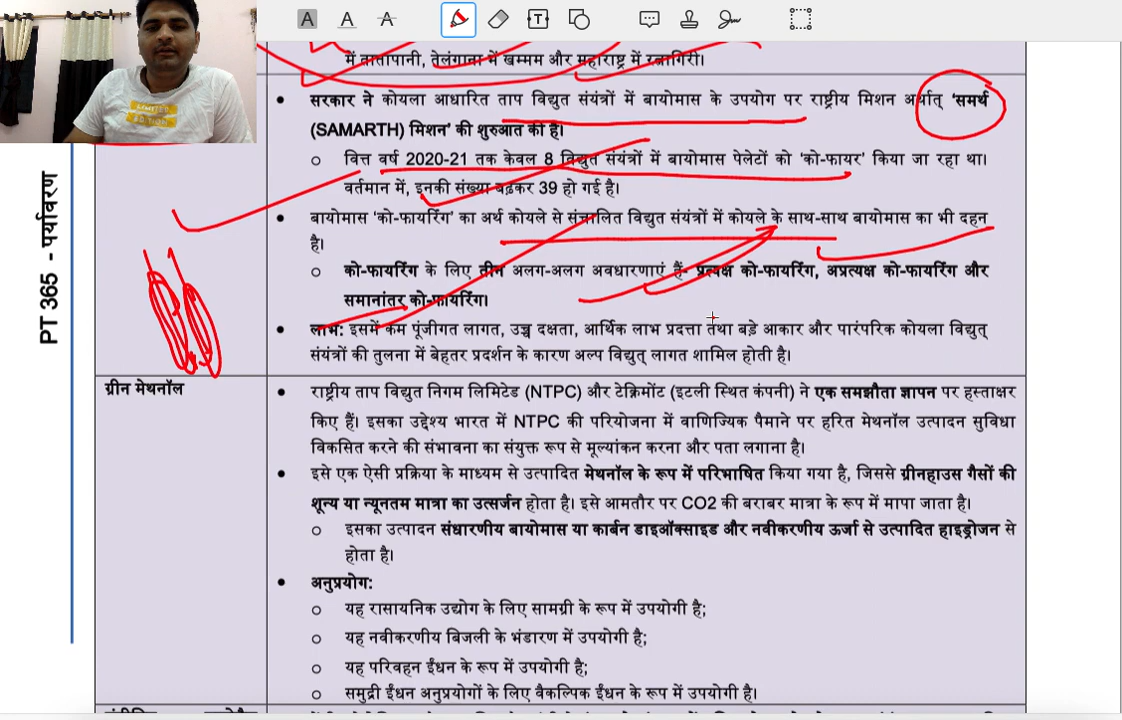 A A A T
में तातापानी, तेलंगाना में खम्मम और महाराष्ट्र में रत्नागिरी।
सरकार ने कोयला आधारित ताप विद्युत संयंत्रों में बायोमास के उपयोग पर राष्ट्रीय मिशन अर्थात् ‘समर्थ
(SAMARTH) मिशन’ की शुरुआत की है।
वित्त वर्ष 2020-21 तक केवल 8 विद्युत संयंत्रों में बायोमास पेलेटों को ‘को-फायर’ किया जा रहा था।
वर्तमान में, इनकी संख्या बढ़कर 39 हो गई है।
बायोमास ‘को-फायरिंग’ का अर्थ कोयले से संचालित विद्युत संयंत्रों में कोयले के साथ-साथ बायोमास का भी दहन
है।
को-फायरिंग के लिए तीन अलग-अलग अवधारणाएं हैं- प्रत्यक्ष को-फायरिंग, अप्रत्यक्ष को-फायरिंग और
समानांतर को-फायरिंग।
लाभ: इसमें कम पूंजीगत लागत, उच्च दक्षता, आर्थिक लाभ प्रदत्ता तथा बड़े आकार और पारंपरिक कोयला विद्युत्
संयंत्रों की तुलना में बेहतर प्रदर्शन के कारण अल्प विद्युत् लागत शामिल होती है।
PT 365 - पर्यावरण
ग्रीन मेथनॉल
राष्ट्रीय ताप विद्युत निगम लिमिटेड (NTPC) और टेक्निमोंट (इटली स्थित कंपनी) ने एक समझौता ज्ञापन पर हस्ताक्षर
किए हैं। इसका उद्देश्य भारत में NTPC की परियोजना में वाणिज्यिक पैमाने पर हरित मेथनॉल उत्पादन सुविधा
विकसित करने की संभावना का संयुक्त रूप से मूल्यांकन करना और पता लगाना है।
इसे एक ऐसी प्रक्रिया के माध्यम से उत्पादित मेथनॉल के रूप में परिभाषित किया गया है, जिससे ग्रीनहाउस गैसों की
शून्य या न्यूनतम मात्रा का उत्सर्जन होता है। इसे आमतौर पर CO2 की बराबर मात्रा के रूप में मापा जाता है।
इसका उत्पादन संधारणीय बायोमास या कार्बन डाइऑक्साइड और नवीकरणीय ऊर्जा से उत्पादित हाइड्रोजन से
होता है।
अनुप्रयोग:
यह रासायनिक उद्योग के लिए सामग्री के रूप में उपयोगी है;
यह नवीकरणीय बिजली के भंडारण में उपयोगी है;
यह परिवहन ईंधन के रूप में उपयोगी है;
समुद्री ईंधन अनुप्रयोगों के लिए वैकल्पिक ईंधन के रूप में उपयोगी है।
LIMITED
EDITION